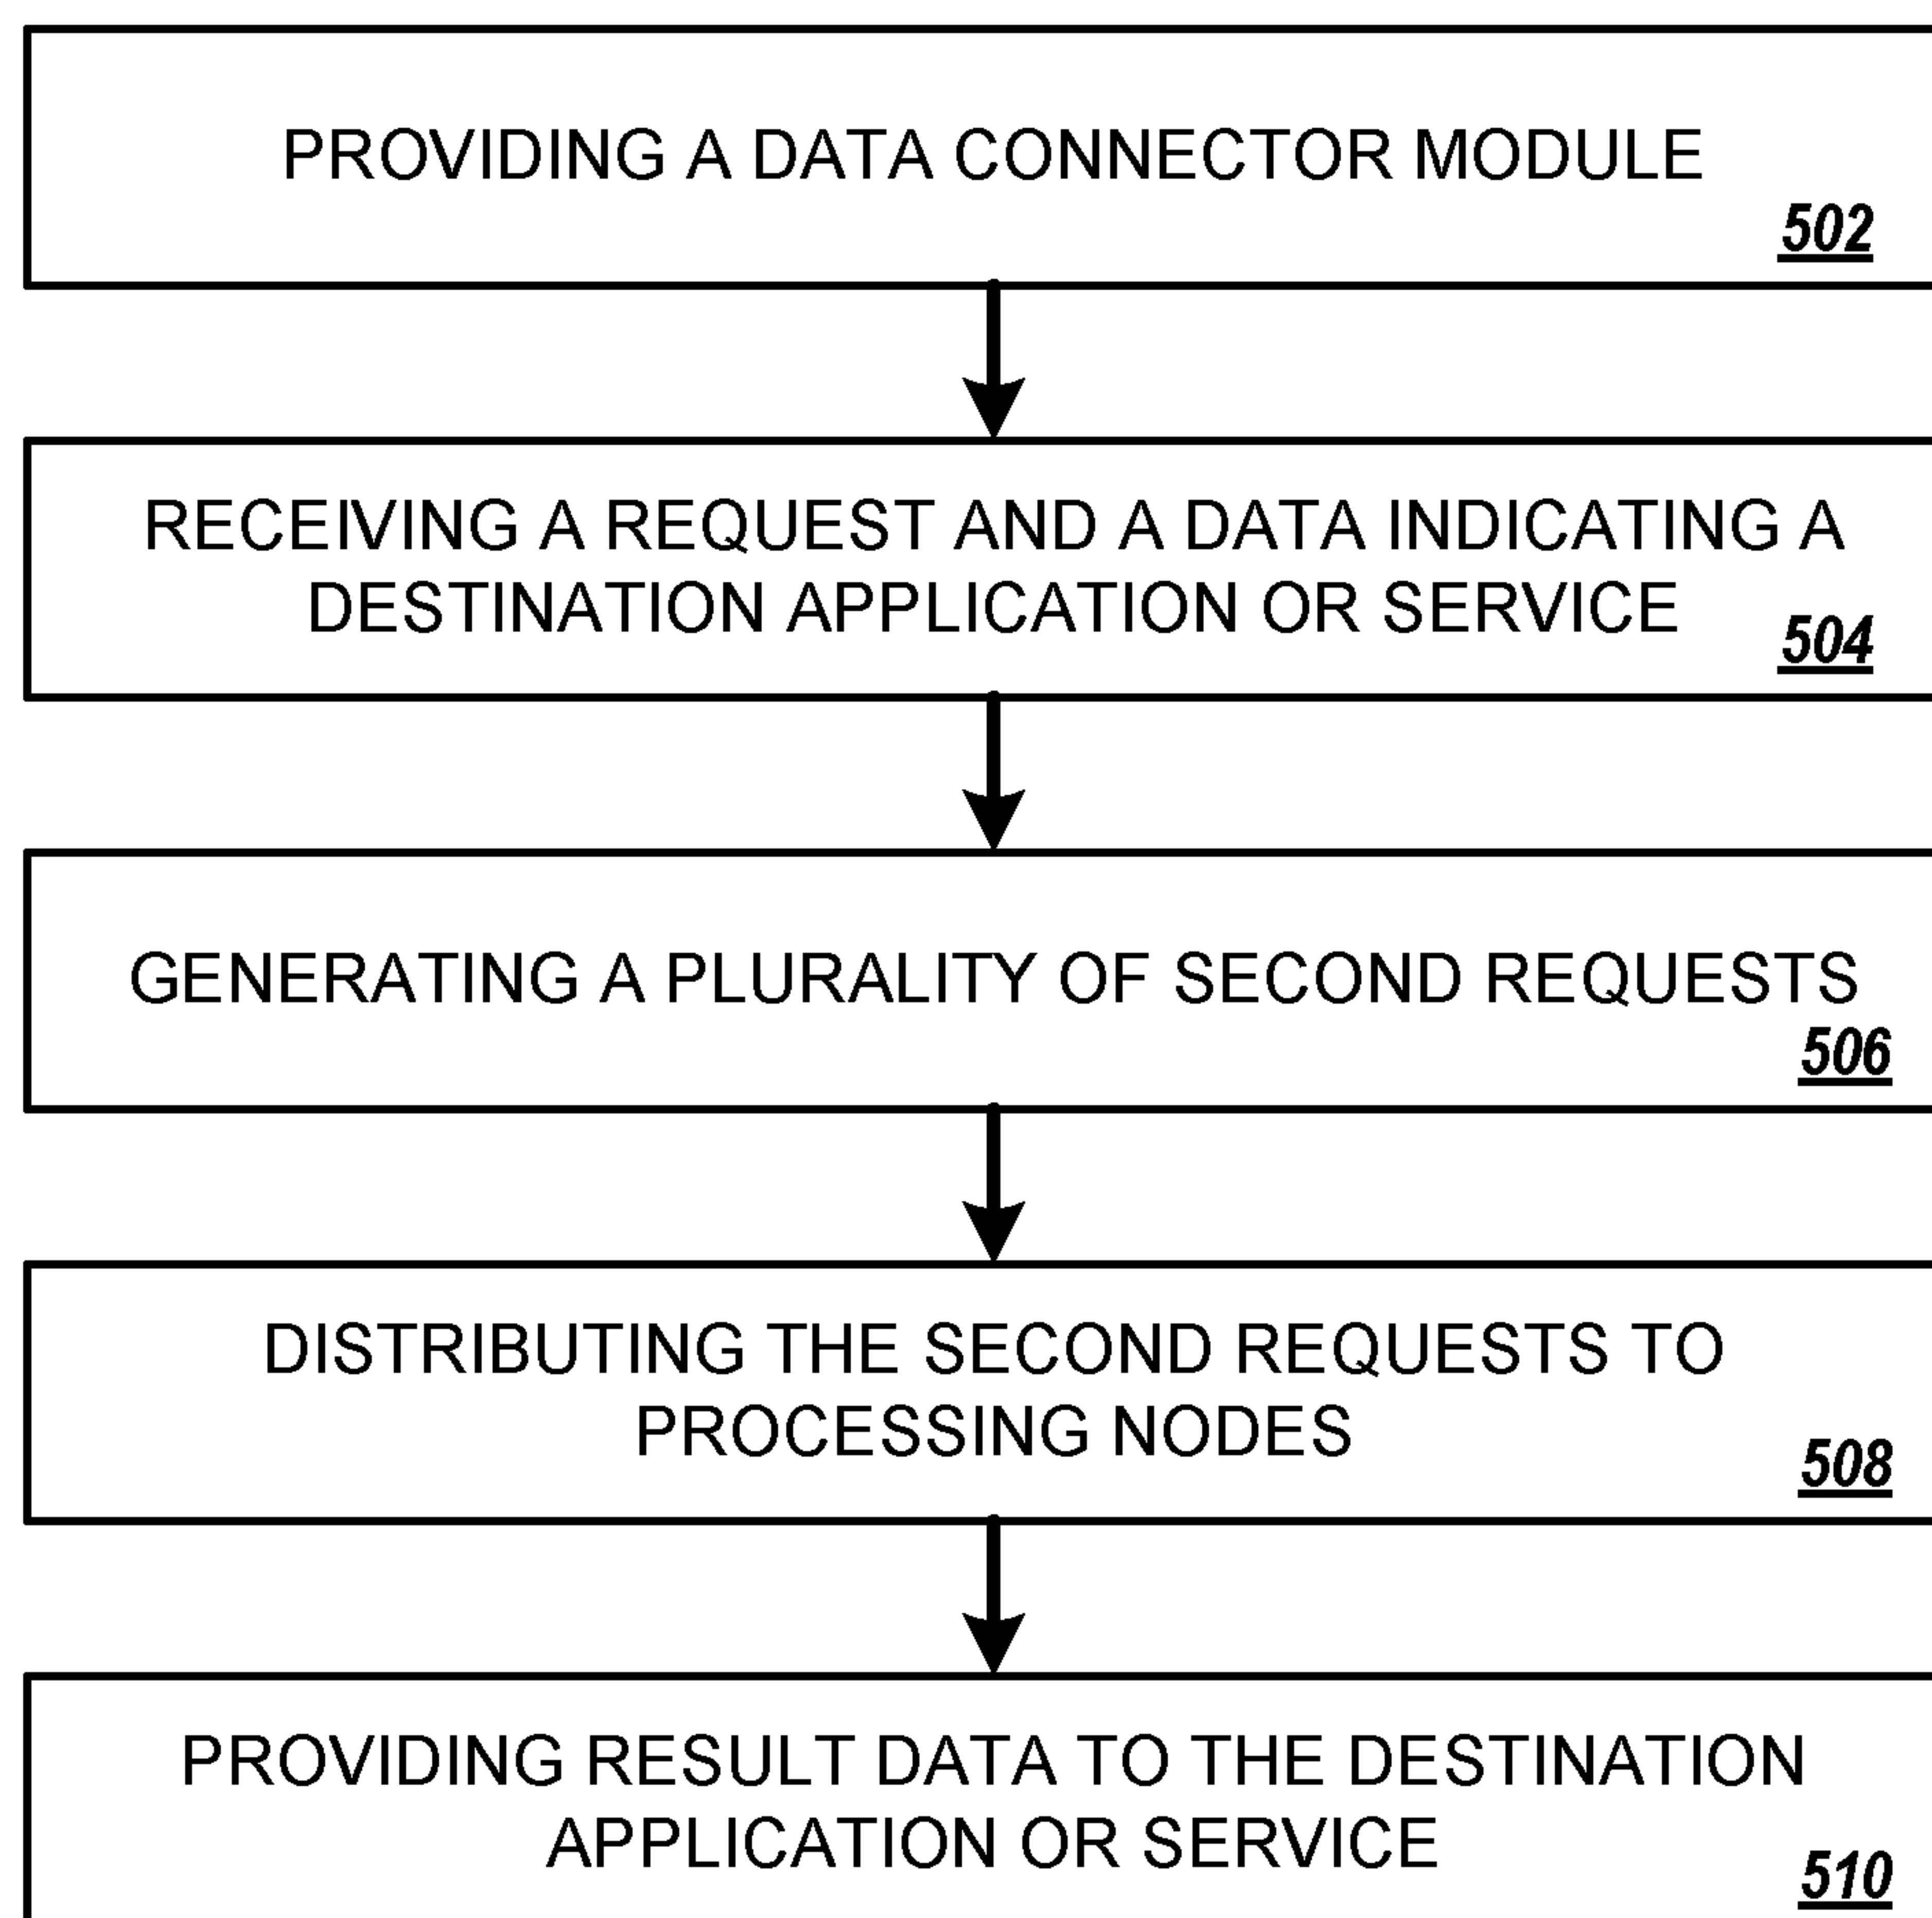 PROVIDING A DATA CONNECTOR MODULE
502
RECEIVING A REQUEST AND A DATA INDICATING A
DESTINATION APPLICATION OR SERVICE
504
GENERATING A PLURALITY OF SECOND REQUESTS
506
DISTRIBUTING THE SECOND REQUESTS TO
PROCESSING NODES
508
PROVIDING RESULT DATA TO THE DESTINATION
APPLICATION OR SERVICE
510